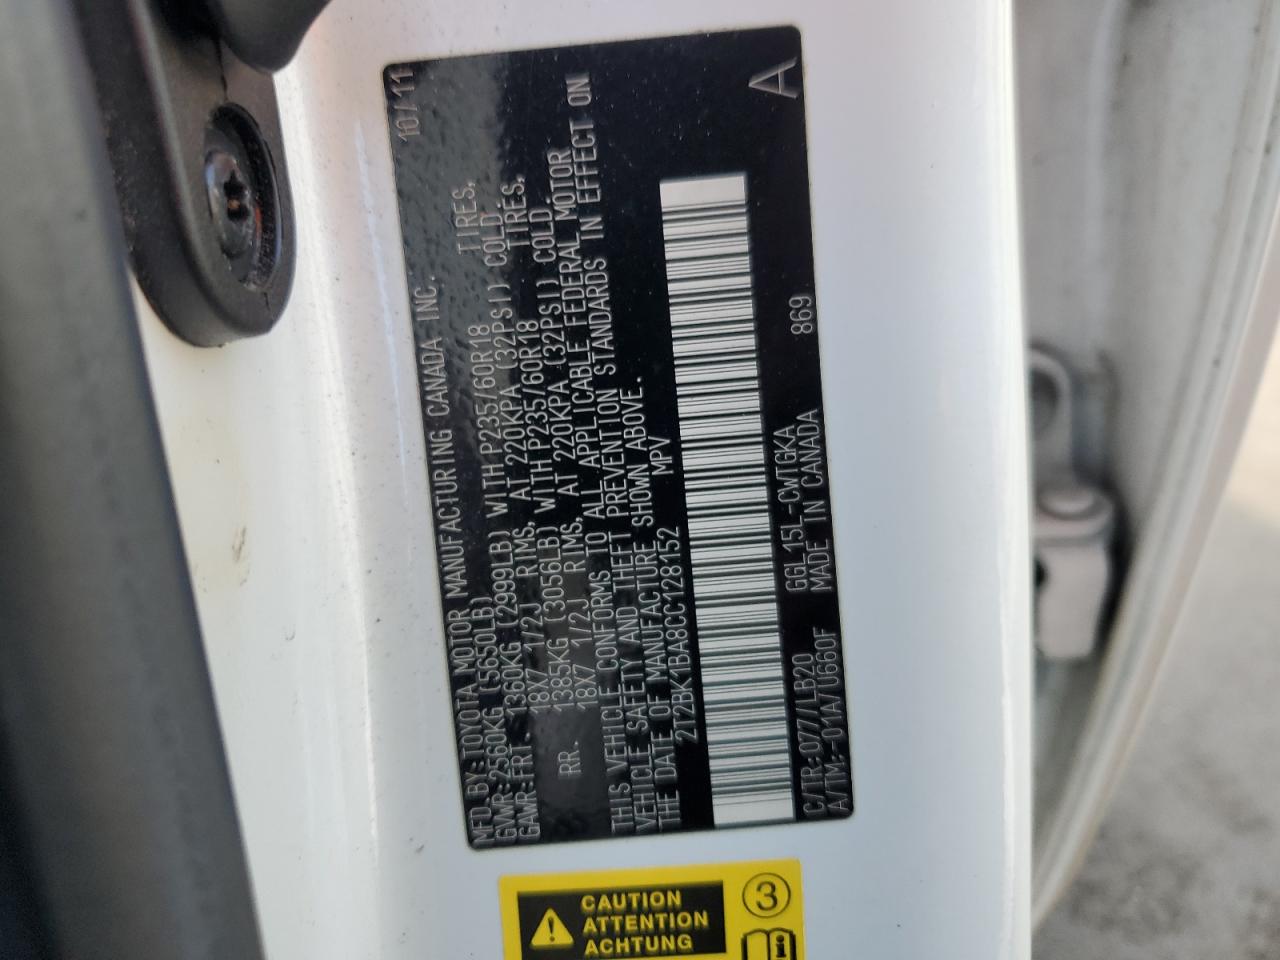 MFD. BY: TOYOTA MOTOR MANUFACTURING CANADA INC. 10/11
GVWR: 2560KG (5650LB)
GAWR: FRT. 1360KG (2999LB) WITH P235/60R18 TIRES,
18X7 1/2J RIMS, AT 220KPA (32PSI) COLD.
RR. 1385KG (3056LB) WITH P235/60R18 TIRES,
18X7 1/2J RIMS, AT 220KPA (32PSI) COLD
THIS VEHICLE CONFORMS TO ALL APPLICABLE FEDERAL MOTOR
VEHICLE SAFETY AND THEFT PREVENTION STANDARDS IN EFFECT ON
THE DATE OF MANUFACTURE SHOWN ABOVE.
2T2BK1BA8CC128152 MPV
A
C/TR: 077/LB20 GGL15L-CWTGKA 869
A/TM: -01A/U660F MADE IN CANADA
CAUTION
ATTENTION
ACHTUNG
3